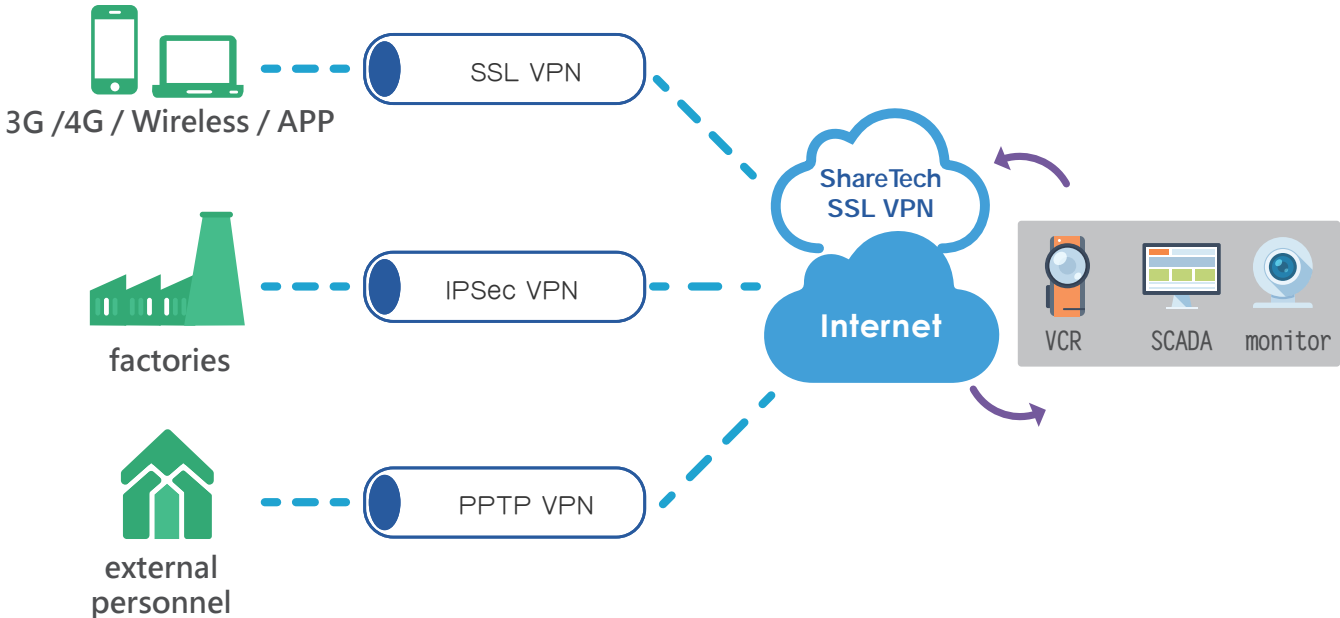 3G /4G / Wireless / APP
SSL VPN
ShareTech
SSL VPN
factories
IPSec VPN
Internet
VCR
SCADA
monitor
external
personnel
PPTP VPN